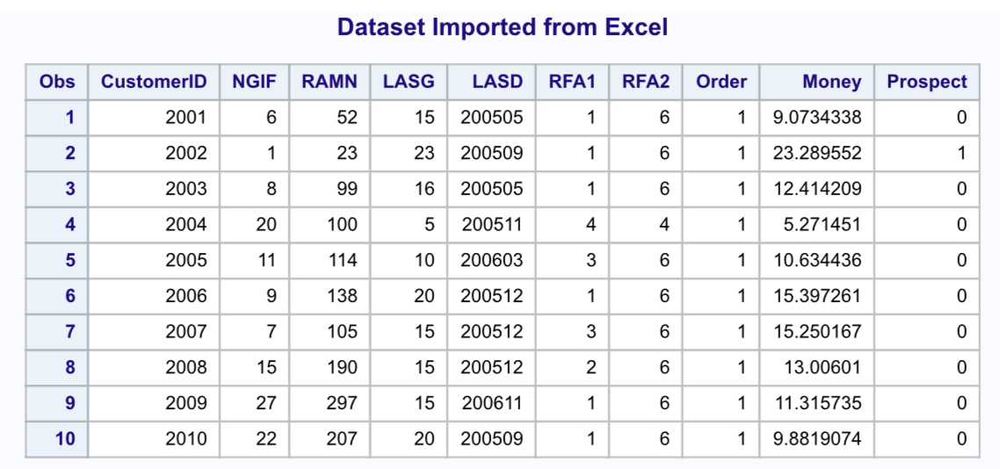 Dataset Imported from Excel
Obs CustomerID NGIF RAMN LASG LASD RFA1 RFA2 Order Money Prospect
1 2001 6 52 15 200505 1 6 1 9.0734338 0
2 2002 1 23 23 200509 1 6 1 23.289552 1
3 2003 8 99 16 200505 1 6 1 12.414209 0
4 2004 20 100 5 200511 4 4 1 5.271451 0
5 2005 11 114 10 200603 3 6 1 10.634436 0
6 2006 9 138 20 200512 1 6 1 15.397261 0
7 2007 7 105 15 200512 3 6 1 15.250167 0
8 2008 15 190 15 200512 2 6 1 13.00601 0
9 2009 27 297 15 200611 1 6 1 11.315735 0
10 2010 22 207 20 200509 1 6 1 9.8819074 0